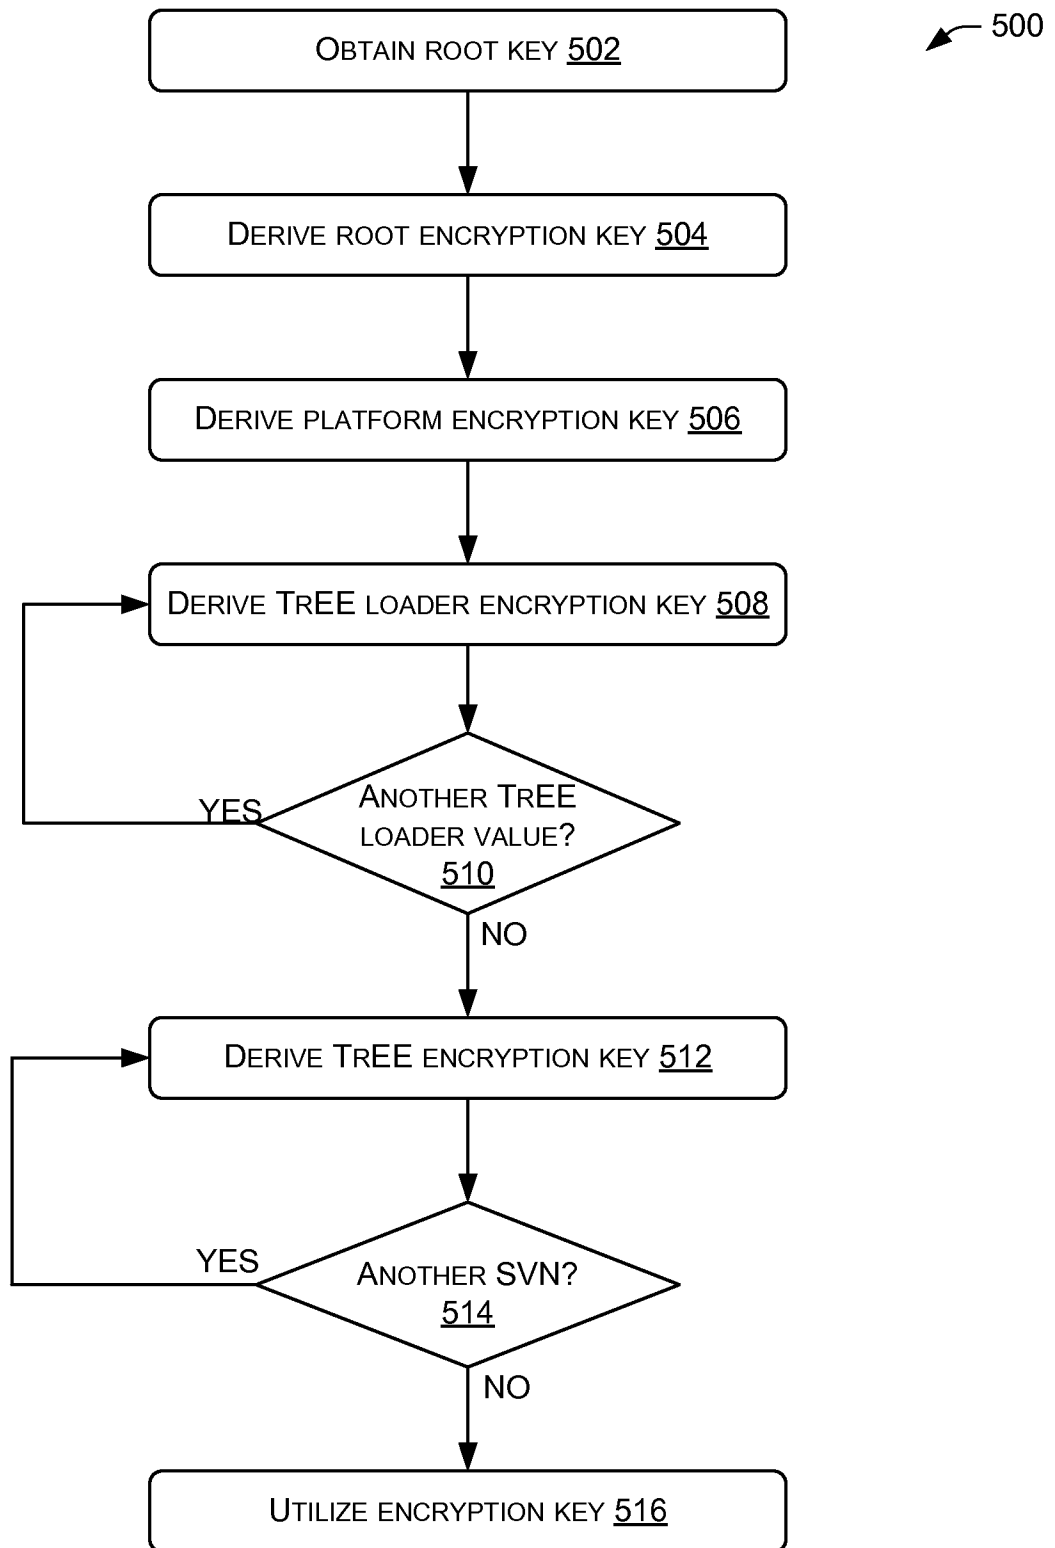 500
OBTAIN ROOT KEY 502
DERIVE ROOT ENCRYPTION KEY 504
DERIVE PLATFORM ENCRYPTION KEY 506
DERIVE TREE LOADER ENCRYPTION KEY 508
ANOTHER TREE
LOADER VALUE?
510
YES
NO
DERIVE TREE ENCRYPTION KEY 512
ANOTHER SVN?
514
YES
NO
UTILIZE ENCRYPTION KEY 516